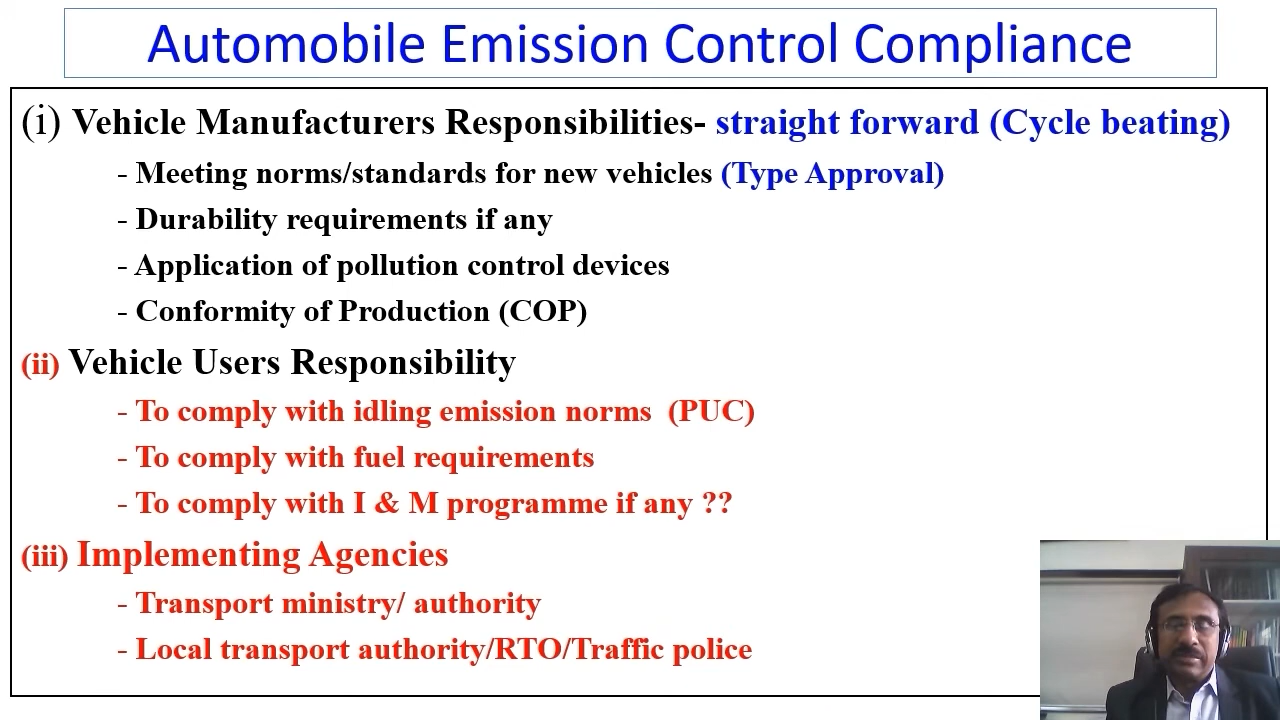 Automobile Emission Control Compliance
(i) Vehicle Manufacturers Responsibilities- straight forward (Cycle beating)
- Meeting norms/standards for new vehicles (Type Approval)
- Durability requirements if any
- Application of pollution control devices
- Conformity of Production (COP)
(ii) Vehicle Users Responsibility
- To comply with idling emission norms (PUC)
- To comply with fuel requirements
- To comply with I & M programme if any ??
(iii) Implementing Agencies
- Transport ministry/ authority
- Local transport authority/RTO/Traffic police